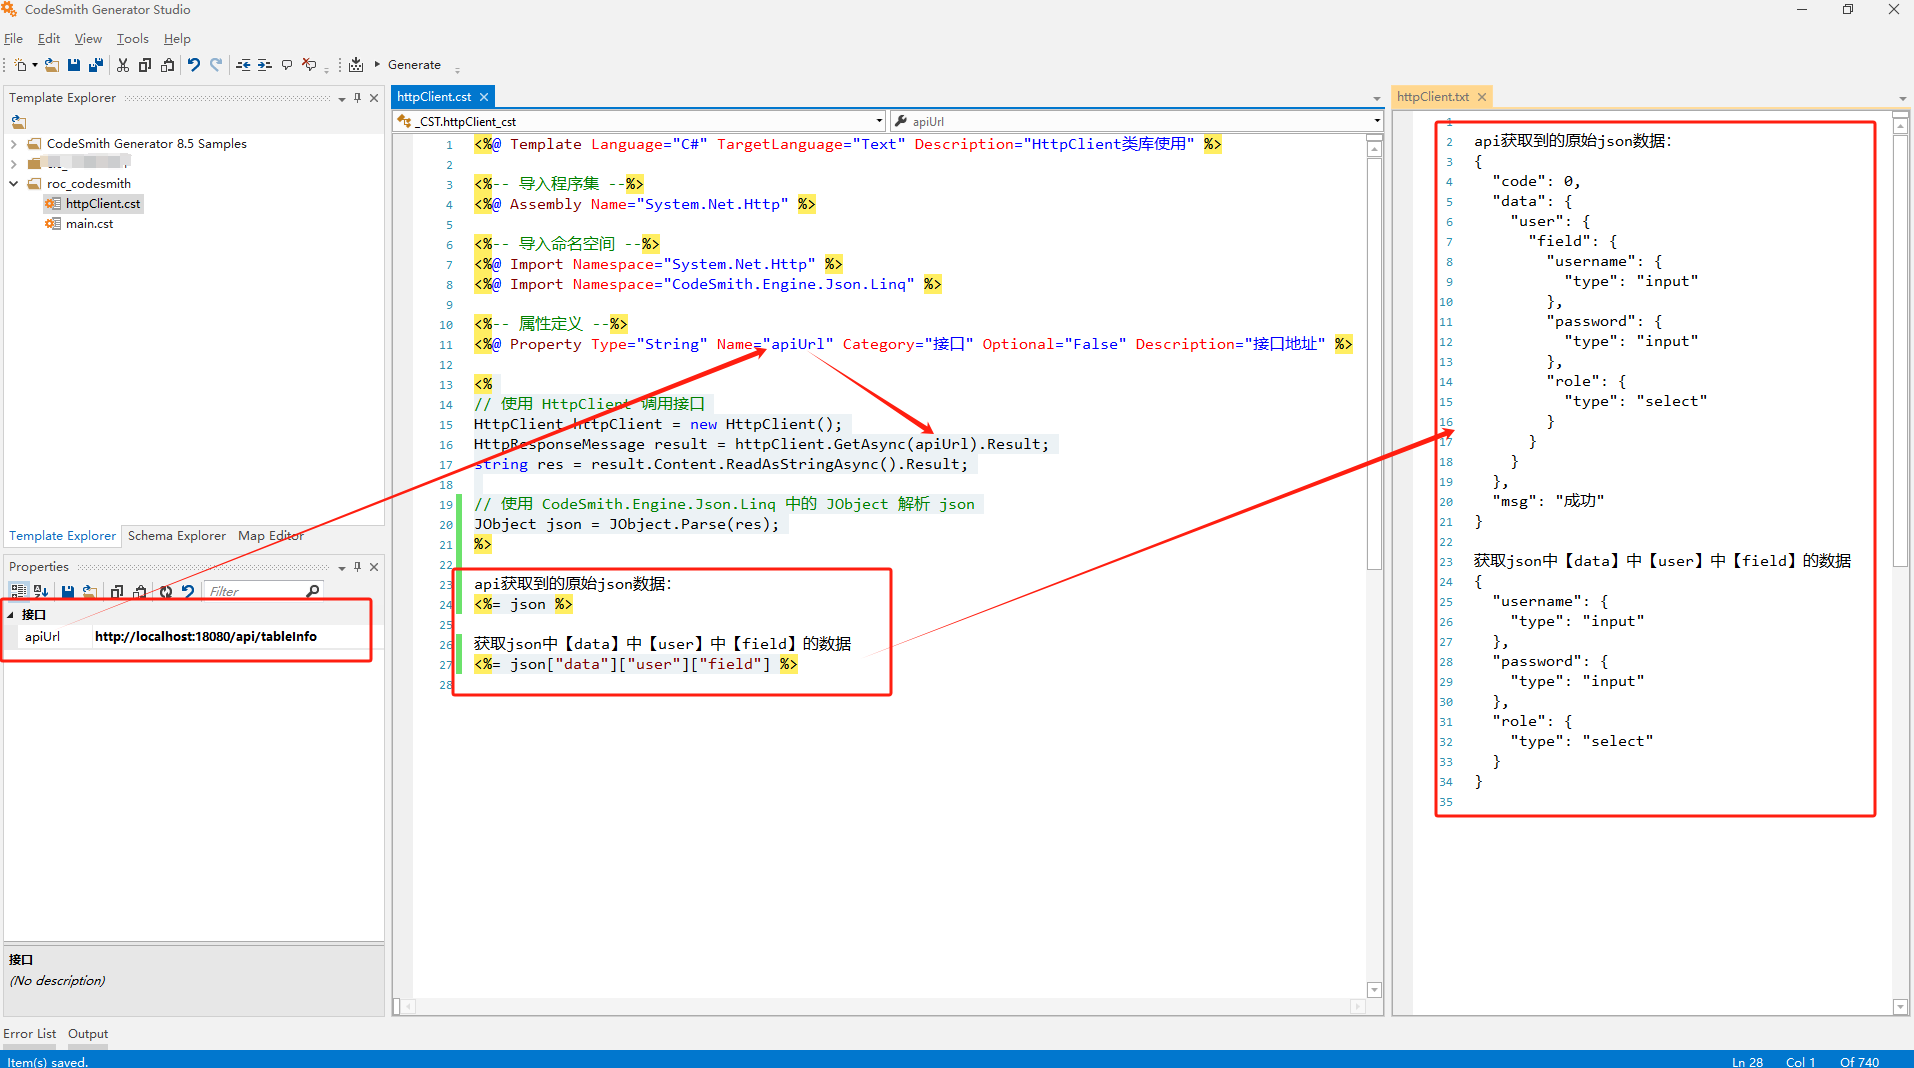 CodeSmith Generator Studio
File Edit View Tools Help
Generate
Template Explorer
CodeSmith Generator 8.5 Samples
roc_codesmith
httpClient.cst
main.cst
Template Explorer Schema Explorer Map Editor
Properties
Filter
接口
apiUrl http://localhost:18080/api/tableInfo
接口
(No description)
Error List Output
Item(s) saved.
httpClient.cst
_CST.httpClient_cst
apiUrl
1 <%@ Template Language="C#" TargetLanguage="Text" Description="HttpClient类库使用" %>
2
3 <%-- 导入程序集 --%>
4 <%@ Assembly Name="System.Net.Http" %>
5
6 <%-- 导入命名空间 --%>
7 <%@ Import Namespace="System.Net.Http" %>
8 <%@ Import Namespace="CodeSmith.Engine.Json.Linq" %>
9
10 <%-- 属性定义 --%>
11 <%@ Property Type="String" Name="apiUrl" Category="接口" Optional="False" Description="接口地址" %>
12
13 <%
14 // 使用 HttpClient 调用接口
15 HttpClient httpClient = new HttpClient();
16 HttpResponseMessage result = httpClient.GetAsync(apiUrl).Result;
17 string res = result.Content.ReadAsStringAsync().Result;
18
19 // 使用 CodeSmith.Engine.Json.Linq 中的 JObject 解析 json
20 JObject json = JObject.Parse(res);
21 %>
22
23 api获取到的原始json数据:
24 <%= json %>
25
26 获取json中【data】中【user】中【field】的数据
27 <%= json["data"]["user"]["field"] %>
28
httpClient.txt
1
2 api获取到的原始json数据:
3 {
4 "code": 0,
5 "data": {
6 "user": {
7 "field": {
8 "username": {
9 "type": "input"
10 },
11 "password": {
12 "type": "input"
13 },
14 "role": {
15 "type": "select"
16 }
17 }
18 }
19 },
20 "msg": "成功"
21 }
22
23 获取json中【data】中【user】中【field】的数据
24 {
25 "username": {
26 "type": "input"
27 },
28 "password": {
29 "type": "input"
30 },
31 "role": {
32 "type": "select"
33 }
34 }
35
Ln 28 Col 1 Of 740